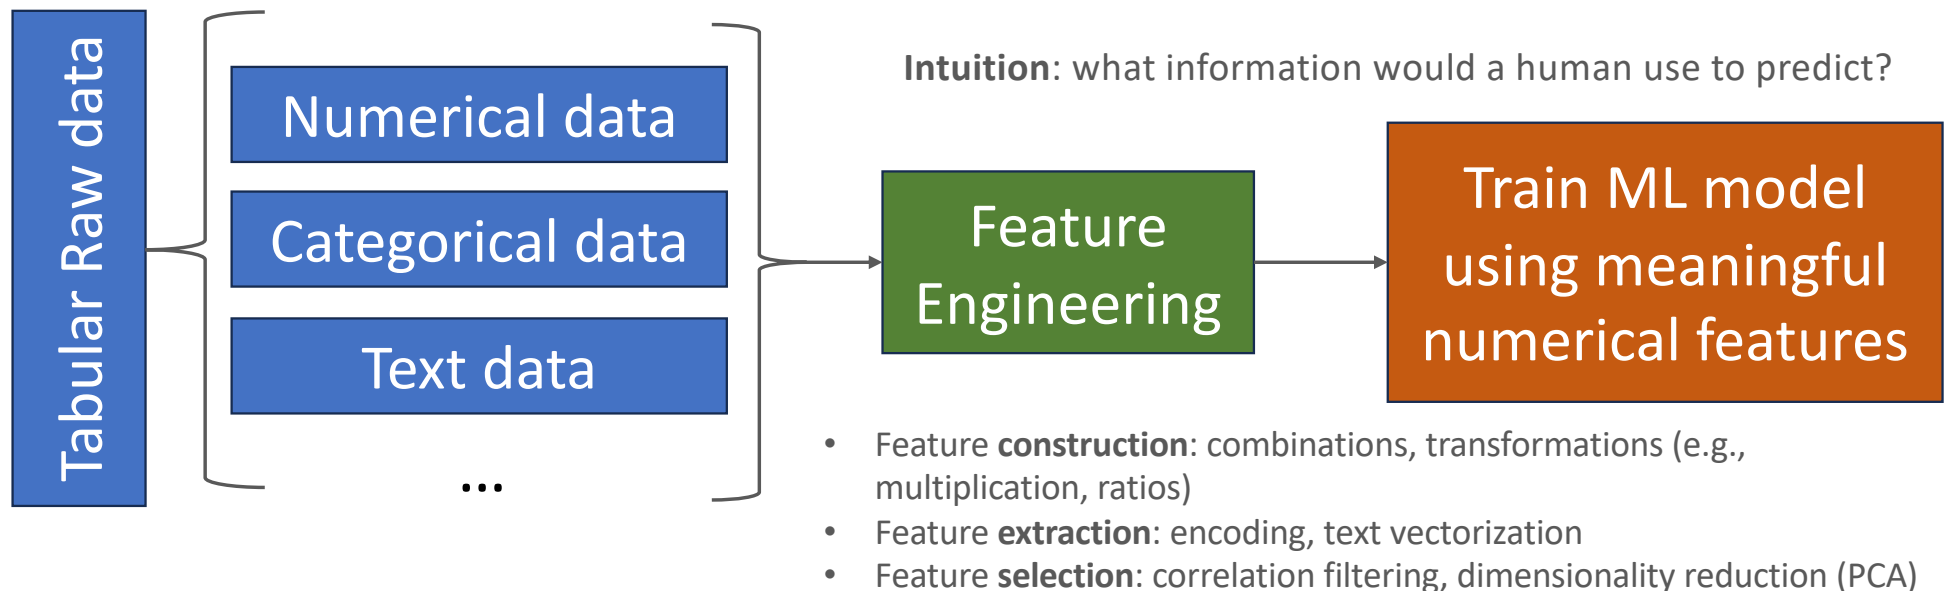 Tabular Raw data
Numerical data
Categorical data
Text data
...
Intuition: what information would a human use to predict?
Feature
Engineering
Train ML model
using meaningful
numerical features
• Feature construction: combinations, transformations (e.g.,
multiplication, ratios)
• Feature extraction: encoding, text vectorization
• Feature selection: correlation filtering, dimensionality reduction (PCA)